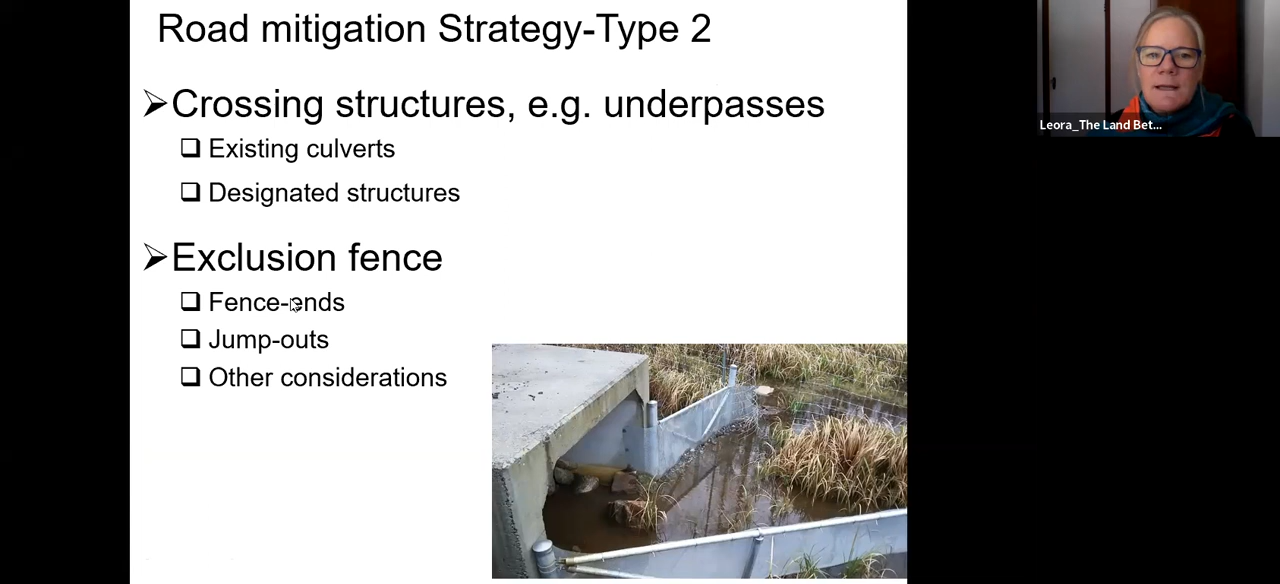 Road mitigation Strategy-Type 2
➢Crossing structures, e.g. underpasses
❑ Existing culverts
❑ Designated structures
➢Exclusion fence
❑ Fence-ends
❑ Jump-outs
❑ Other considerations
Leora_The Land Bet...